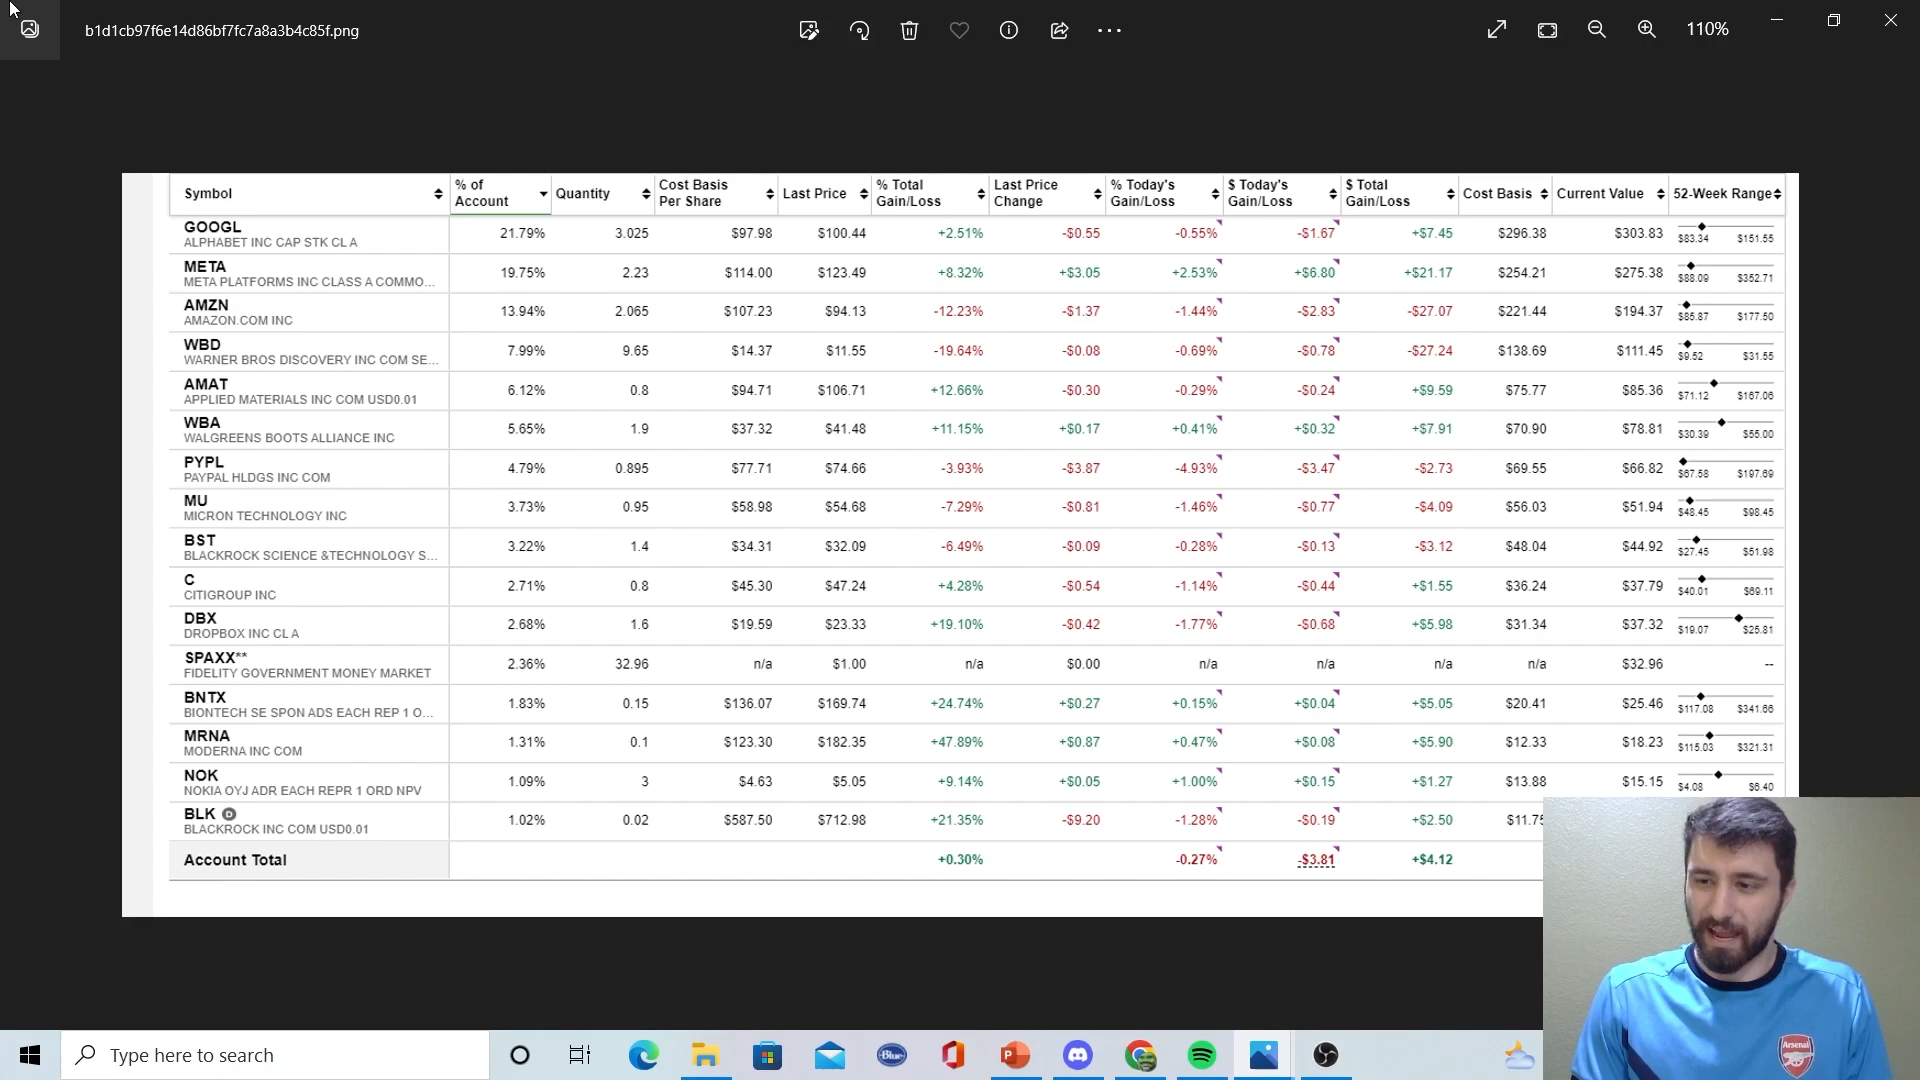 b1d1cb97f6e14d86bf7fc7a8a3b4c85f.png 110%
Symbol % of Account Quantity Cost Basis Per Share Last Price % Total Gain/Loss Last Price Change % Today's Gain/Loss $ Today's Gain/Loss $ Total Gain/Loss Cost Basis Current Value 52-Week Range
GOOGL 21.79% 3.025 $97.98 $100.44 +2.51% -$0.55 -0.55% -$1.67 +$7.45 $296.38 $303.83 $83.34 $151.55
ALPHABET INC CAP STK CL A
META 19.75% 2.23 $114.00 $123.49 +8.32% +$3.05 +2.53% +$6.80 +$21.17 $254.21 $275.38 $88.09 $352.71
META PLATFORMS INC CLASS A COMMO...
AMZN 13.94% 2.065 $107.23 $94.13 -12.23% -$1.37 -1.44% -$2.83 -$27.07 $221.44 $194.37 $85.87 $177.50
AMAZON.COM INC
WBD 7.99% 9.65 $14.37 $11.55 -19.64% -$0.08 -0.69% -$0.78 -$27.24 $138.69 $111.45 $9.52 $31.55
WARNER BROS DISCOVERY INC COM SE...
AMAT 6.12% 0.8 $94.71 $106.71 +12.66% -$0.30 -0.29% -$0.24 +$9.59 $75.77 $85.36 $71.12 $167.06
APPLIED MATERIALS INC COM USD0.01
WBA 5.65% 1.9 $37.32 $41.48 +11.15% +$0.17 +0.41% +$0.32 +$7.91 $70.90 $78.81 $30.39 $55.00
WALGREENS BOOTS ALLIANCE INC
PYPL 4.79% 0.895 $77.71 $74.66 -3.93% -$3.87 -4.93% -$3.47 -$2.73 $69.55 $66.82 $67.58 $197.69
PAYPAL HLDGS INC COM
MU 3.73% 0.95 $58.98 $54.68 -7.29% -$0.81 -1.46% -$0.77 -$4.09 $56.03 $51.94 $48.45 $98.45
MICRON TECHNOLOGY INC
BST 3.22% 1.4 $34.31 $32.09 -6.49% -$0.09 -0.28% -$0.13 -$3.12 $48.04 $44.92 $27.45 $51.98
BLACKROCK SCIENCE &TECHNOLOGY S...
C 2.71% 0.8 $45.30 $47.24 +4.28% -$0.54 -1.14% -$0.44 +$1.55 $36.24 $37.79 $40.01 $69.11
CITIGROUP INC
DBX 2.68% 1.6 $19.59 $23.33 +19.10% -$0.42 -1.77% -$0.68 +$5.98 $31.34 $37.32 $19.07 $25.81
DROPBOX INC CL A
SPAXX** 2.36% 32.96 n/a $1.00 n/a $0.00 n/a n/a n/a n/a $32.96 --
FIDELITY GOVERNMENT MONEY MARKET
BNTX 1.83% 0.15 $136.07 $169.74 +24.74% +$0.27 +0.15% +$0.04 +$5.05 $20.41 $25.46 $117.08 $341.66
BIONTECH SE SPON ADS EACH REP 1 O...
MRNA 1.31% 0.1 $123.30 $182.35 +47.89% +$0.87 +0.47% +$0.08 +$5.90 $12.33 $18.23 $115.03 $321.31
MODERNA INC COM
NOK 1.09% 3 $4.63 $5.05 +9.14% +$0.05 +1.00% +$0.15 +$1.27 $13.88 $15.15 $4.08 $6.40
NOKIA OYJ ADR EACH REPR 1 ORD NPV
BLK D 1.02% 0.02 $587.50 $712.98 +21.35% -$9.20 -1.28% -$0.19 +$2.50 $11.75
BLACKROCK INC COM USD0.01
Account Total +0.30% -0.27% -$3.81 +$4.12
Type here to search
Blue
P
Arsenal